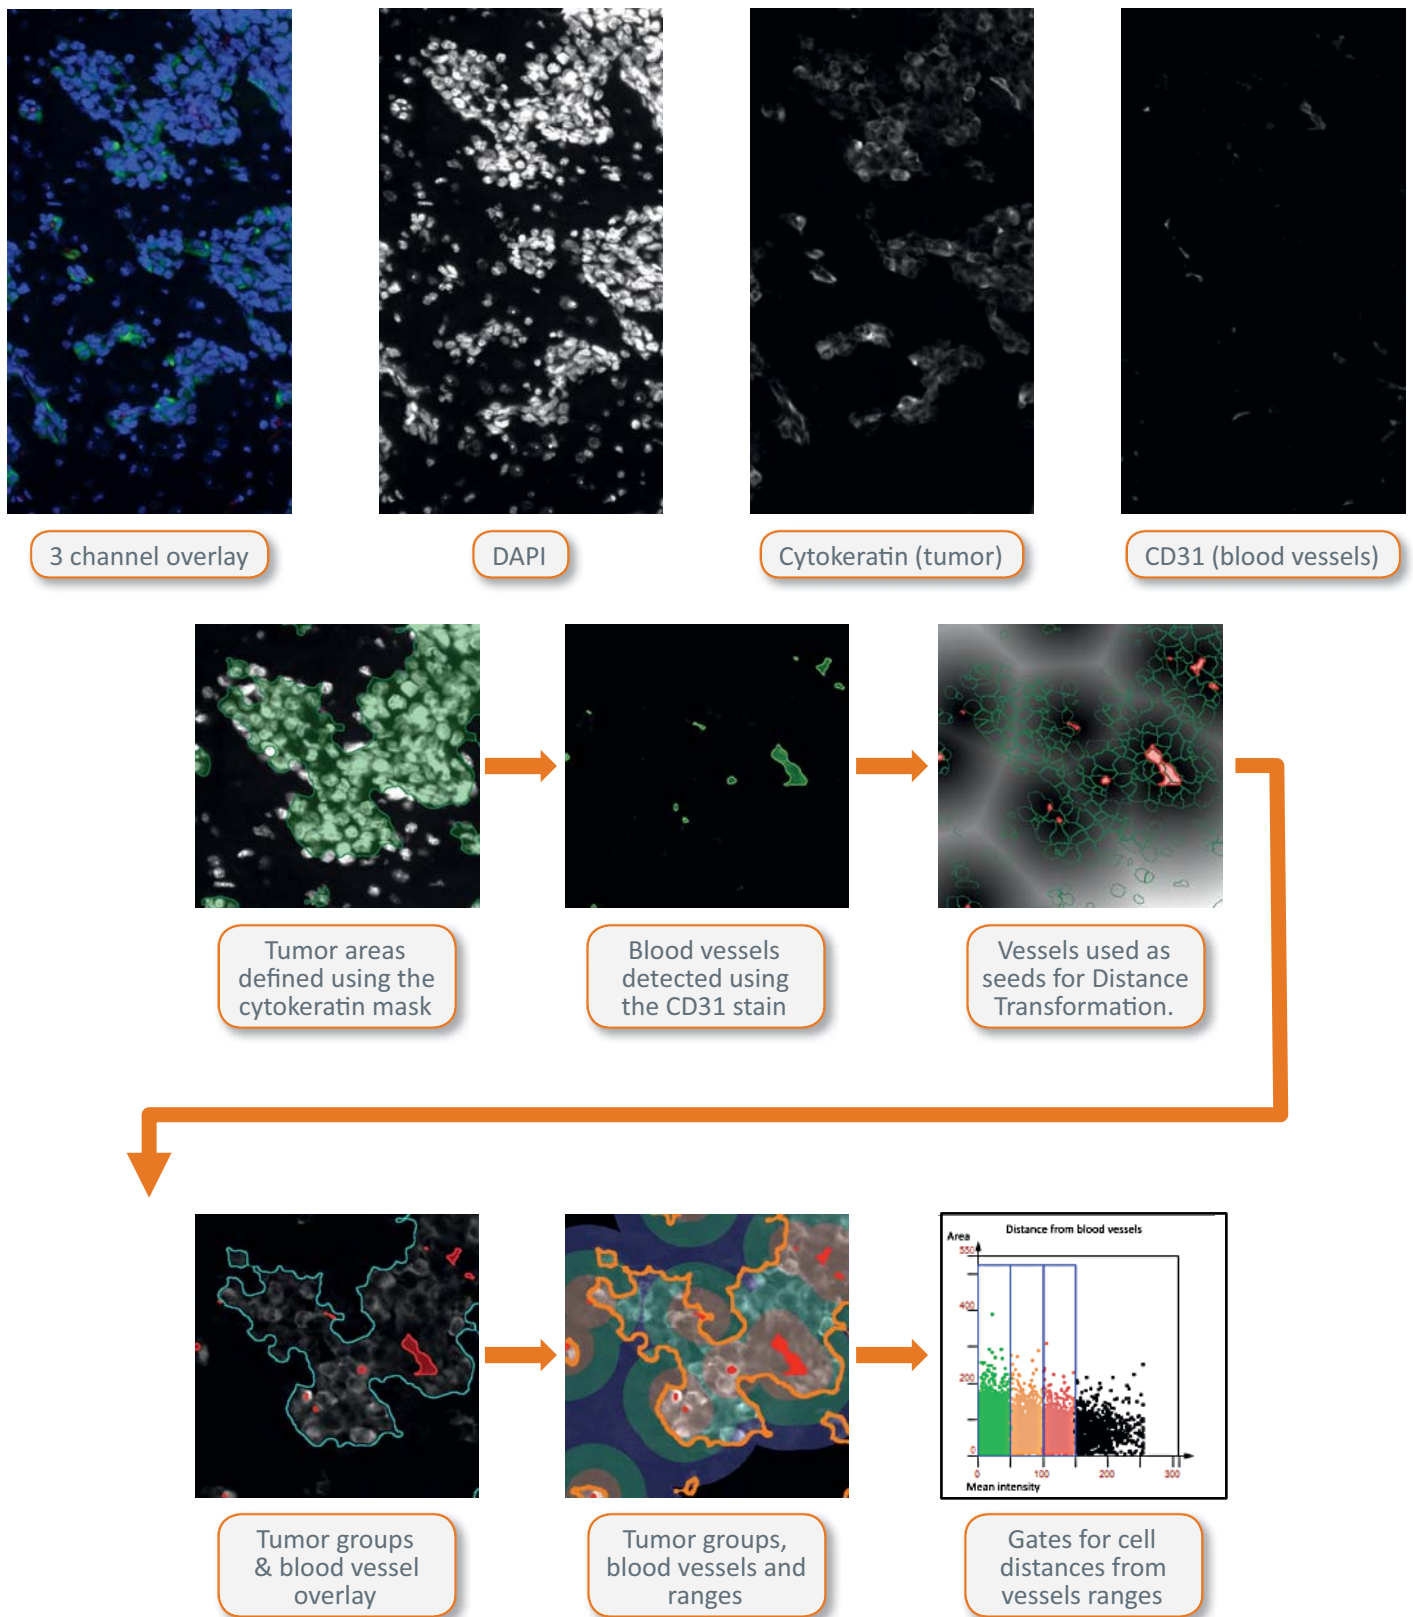 3 channel overlay
DAPI
Cytokeratin (tumor)
CD31 (blood vessels)
Tumor areas
defined using the
cytokeratin mask
Blood vessels
detected using
the CD31 stain
Vessels used as
seeds for Distance
Transformation.
Tumor groups
& blood vessel
overlay
Tumor groups,
blood vessels and
ranges
Distance from blood vessels
Area
550
400
200
0
0
100
200
300
Mean intensity
Gates for cell
distances from
vessels ranges